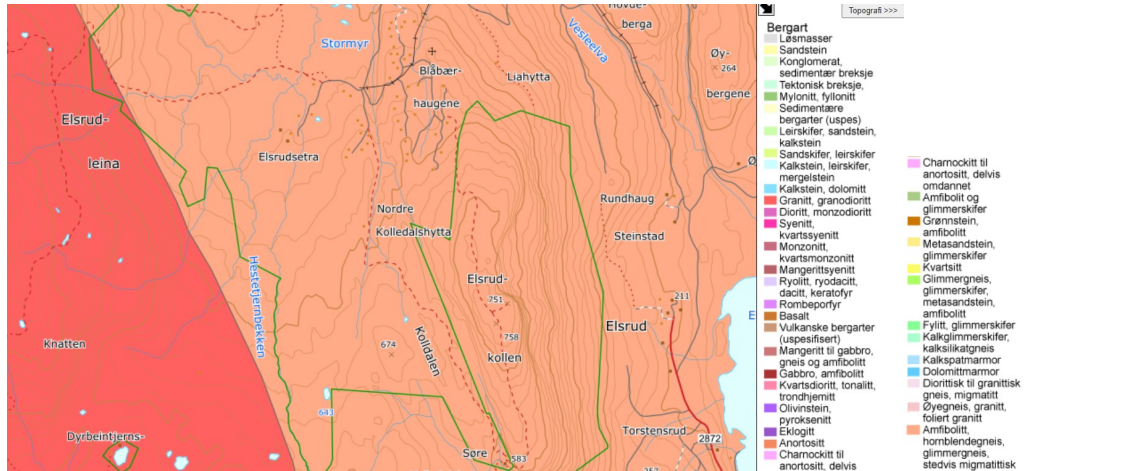 Topografi >>>
Hovde-
berga
Vesleelva
Stormyr
Øy-
264
bergene
Blåbær-
Liahytta
haugene
Elsrud-
leina
Elsrudsetra
Nordre
Kolledalshytta
Rundhaug
Steinstad
Hestetjernbekken
Elsrud-
751
211
Elsrud
758
kollen
Knatten
674
Kolldalen
643
Dyrbeintjerns-
Søre
583
Torstensrud
2872
Bergart
Løsmasser
Sandstein
Konglomerat,
sedimentær breksje
Tektonisk breksje,
Mylonitt, fyllonitt
Sedimentære
bergarter (uspes)
Leirskifer, sandstein,
kalkstein
Sandskifer, leirskifer
Kalkstein, leirskifer,
mergelstein
Kalkstein, dolomitt
Granitt, granodioritt
Dioritt, monzodioritt
Syenitt,
kvartssyenitt
Monzonitt,
kvartsmonzonitt
Mangerittsyenitt
Ryolitt, ryodacitt,
dacitt, keratofyr
Rombeporfyr
Basalt
Vulkanske bergarter
(uspesifisert)
Mangeritt til gabbro,
gneis og amfibolitt
Gabbro, amfibolitt
Kvartsdioritt, tonalitt,
trondhjemitt
Olivinstein,
pyroksenitt
Eklogitt
Anortositt
Charnockitt til
anortositt, delvis
Charnockitt til
anortositt, delvis
omdannet
Amfibolit og
glimmerskifer
Grønnstein,
amfibolitt
Metasandstein,
glimmerskifer
Kvartsitt
Glimmergneis,
glimmerskifer,
metasandstein,
amfibolitt
Fylitt, glimmerskifer
Kalkglimmerskifer,
kalksilikatgneis
Kalkspatmarmor
Dolomittmarmor
Diorittisk til granittisk
gneis, migmatitt
Øyegneis, granitt,
foliert granitt
Amfibolitt,
hornblendegneis,
glimmergneis,
stedvis migmatittisk